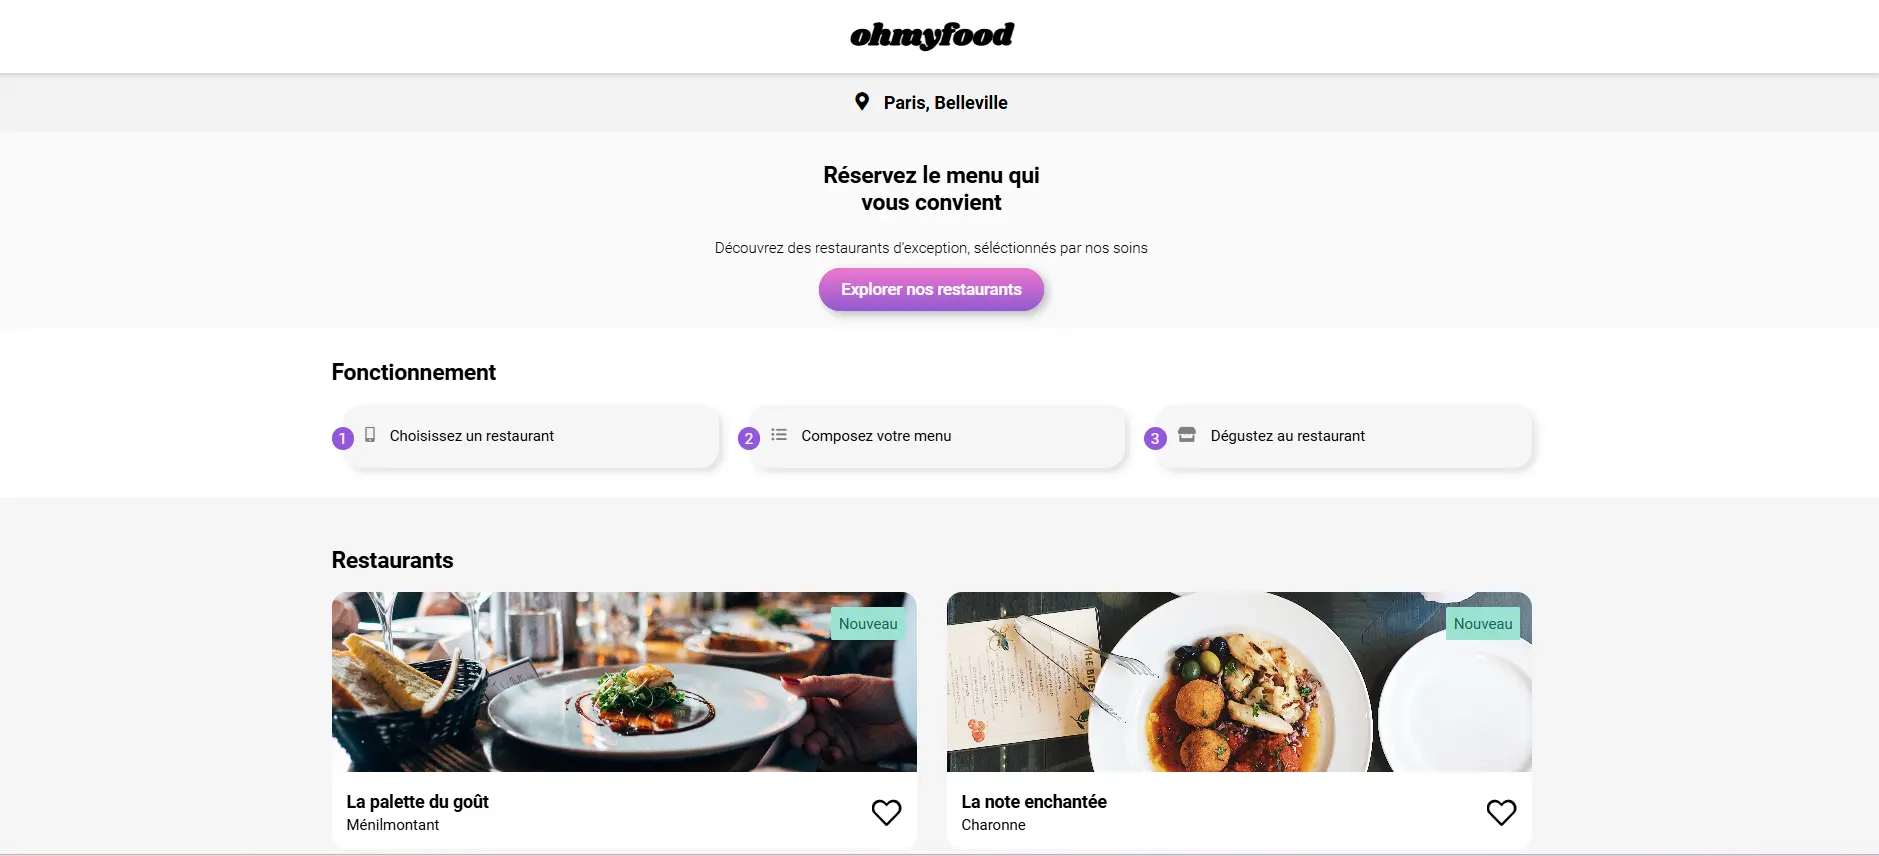 ohmyfood
Paris, Belleville
Réservez le menu qui
vous convient
Découvrez des restaurants d'exception, séléctionnés par nos soins
Explorer nos restaurants
Fonctionnement
1 Choisissez un restaurant
2 Composez votre menu
3 Dégustez au restaurant
Restaurants
Nouveau
Nouveau
THE BITE
La palette du goût
Ménilmontant
La note enchantée
Charonne